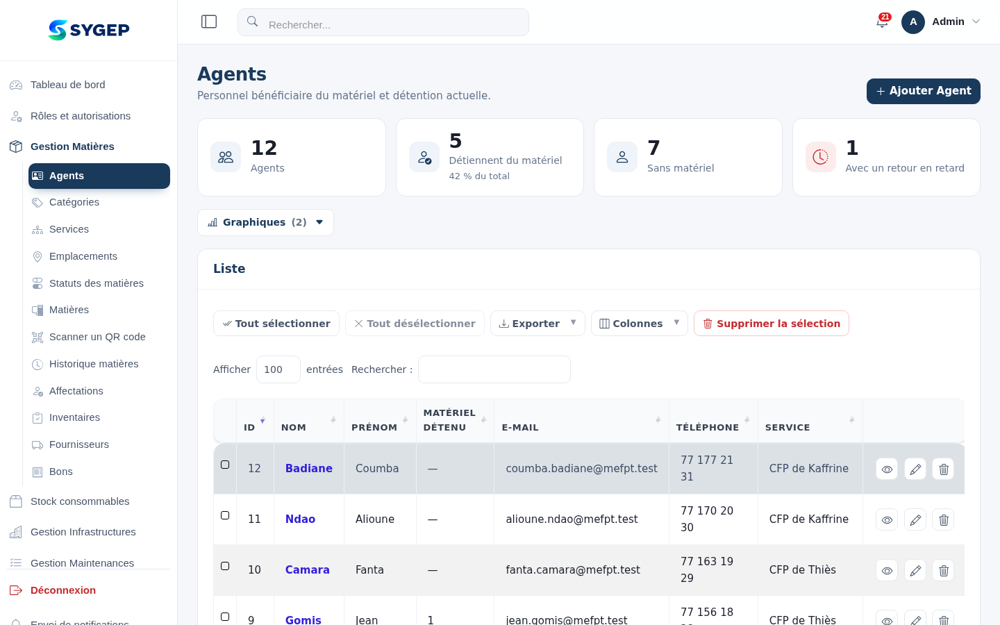 SYGEP
Rechercher...
21
A
Admin
Tableau de bord
Rôles et autorisations
Gestion Matières
Agents
Catégories
Services
Emplacements
Statuts des matières
Matières
Scanner un QR code
Historique matières
Affectations
Inventaires
Fournisseurs
Bons
Stock consommables
Gestion Infrastructures
Gestion Maintenances
Déconnexion
Envoi de notifications
Agents
Personnel bénéficiaire du matériel et détention actuelle.
Ajouter Agent
12
Agents
5
Détiennent du matériel
42 % du total
7
Sans matériel
1
Avec un retour en retard
Graphiques (2)
Liste
Tout sélectionner
Tout désélectionner
Exporter
Colonnes
Supprimer la sélection
Afficher 100 entrées Rechercher :
ID NOM PRÉNOM MATÉRIEL DÉTENU E-MAIL TÉLÉPHONE SERVICE
12 Badiane Coumba — coumba.badiane@mefpt.test 77 177 21 31 CFP de Kaffrine
11 Ndao Alioune — alioune.ndao@mefpt.test 77 170 20 30 CFP de Kaffrine
10 Camara Fanta — fanta.camara@mefpt.test 77 163 19 29 CFP de Thiès
9 Gomis Jean 1 jean.gomis@mefpt.test 77 156 18 CFP de Thiès